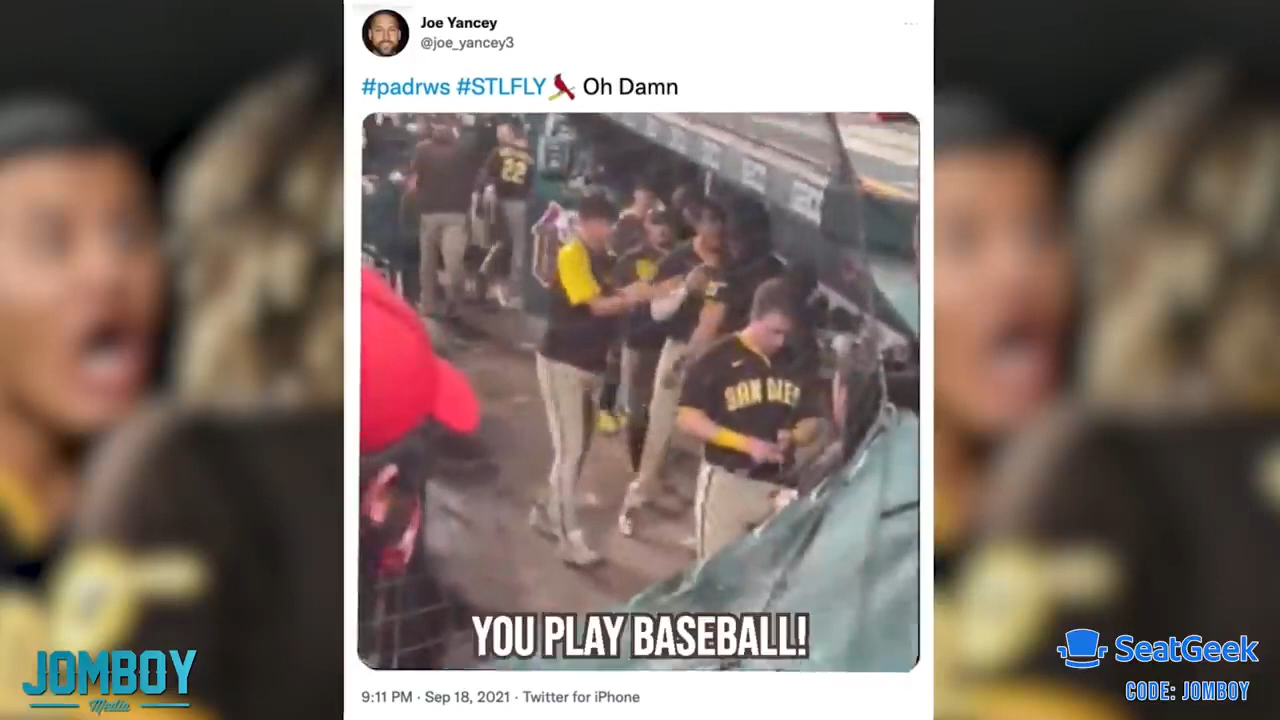 Joe Yancey
@joe_yancey3
#padrws #STLFLY Oh Damn
22
SAN DIEGO
YOU PLAY BASEBALL!
9:11 PM · Sep 18, 2021 · Twitter for iPhone
JOMBOY
Media
SeatGeek
CODE: JOMBOY